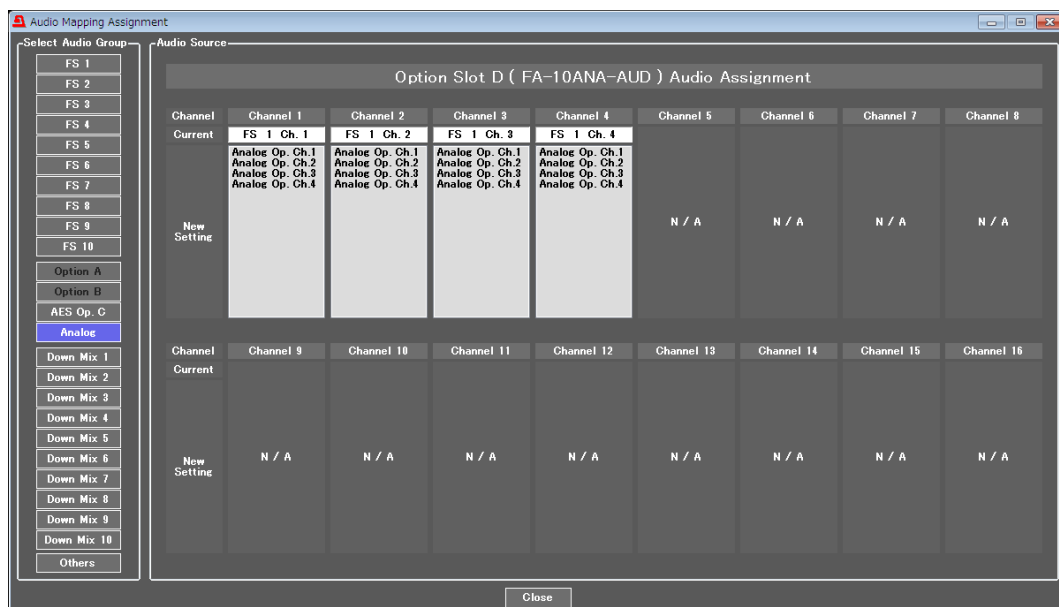 Audio Mapping Assignment
Select Audio Group
FS 1
FS 2
FS 3
FS 4
FS 5
FS 6
FS 7
FS 8
FS 9
FS 10
Option A
Option B
AES Op. C
Analog
Down Mix 1
Down Mix 2
Down Mix 3
Down Mix 4
Down Mix 5
Down Mix 6
Down Mix 7
Down Mix 8
Down Mix 9
Down Mix 10
Others
Audio Source
Option Slot D ( FA-10ANA-AUD ) Audio Assignment
Channel Channel 1 Channel 2 Channel 3 Channel 4 Channel 5 Channel 6 Channel 7 Channel 8
Current FS 1 Ch. 1 FS 1 Ch. 2 FS 1 Ch. 3 FS 1 Ch. 4
Analog Op. Ch.1 Analog Op. Ch.1 Analog Op. Ch.1 Analog Op. Ch.1
Analog Op. Ch.2 Analog Op. Ch.2 Analog Op. Ch.2 Analog Op. Ch.2
Analog Op. Ch.3 Analog Op. Ch.3 Analog Op. Ch.3 Analog Op. Ch.3
Analog Op. Ch.4 Analog Op. Ch.4 Analog Op. Ch.4 Analog Op. Ch.4
New
Setting
N / A N / A N / A N / A
Channel Channel 9 Channel 10 Channel 11 Channel 12 Channel 13 Channel 14 Channel 15 Channel 16
Current
New
Setting
N / A N / A N / A N / A N / A N / A N / A N / A
Close